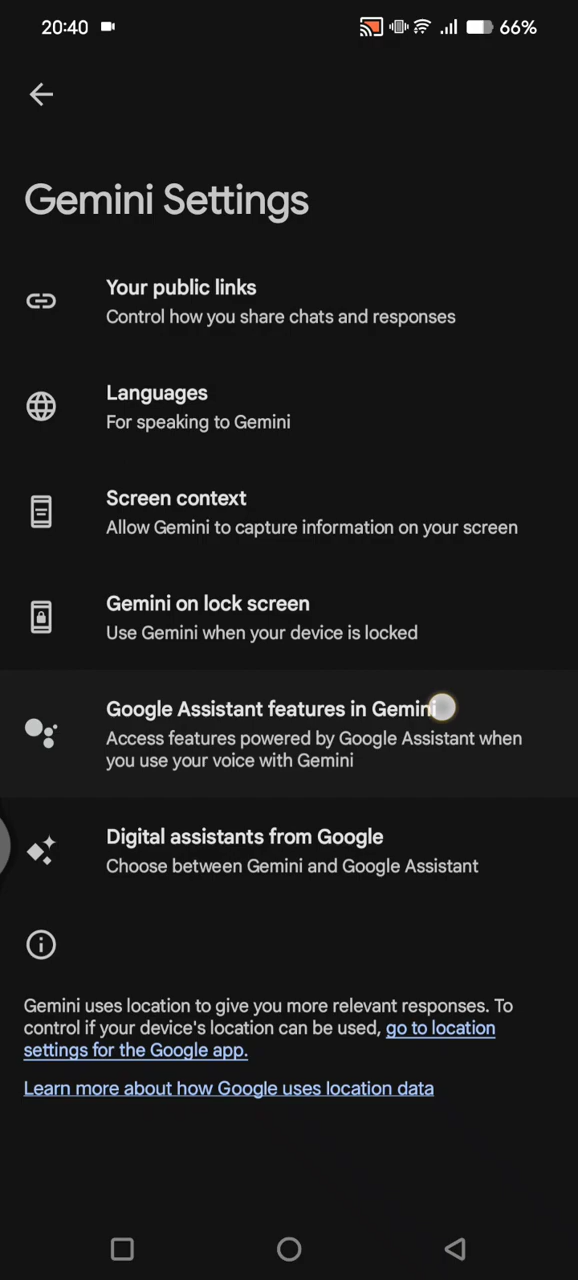 20:40
66%
Gemini Settings
Your public links
Control how you share chats and responses
Languages
For speaking to Gemini
Screen context
Allow Gemini to capture information on your screen
Gemini on lock screen
Use Gemini when your device is locked
Google Assistant features in Gemini
Access features powered by Google Assistant when
you use your voice with Gemini
Digital assistants from Google
Choose between Gemini and Google Assistant
Gemini uses location to give you more relevant responses. To
control if your device's location can be used, go to location
settings for the Google app.
Learn more about how Google uses location data